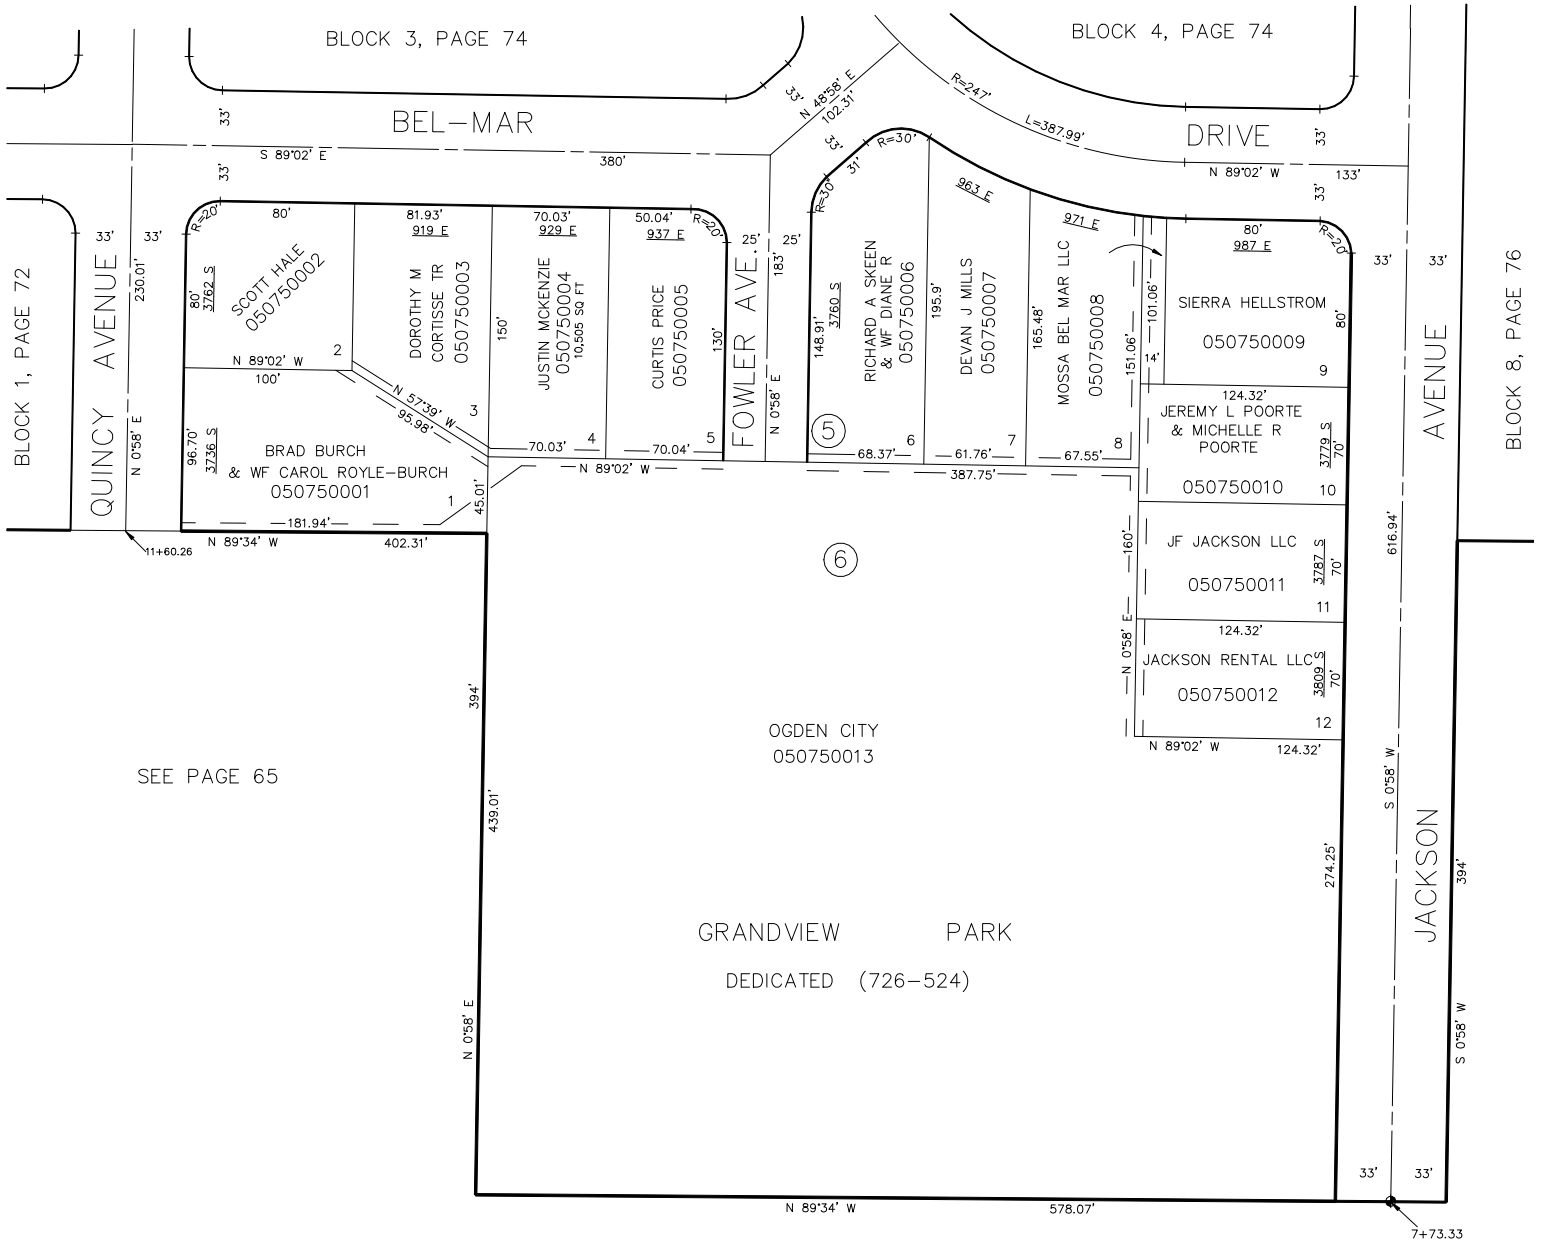 BLOCK 3, PAGE 74
BLOCK 4, PAGE 74
BEL-MAR
DRIVE
33'
33'
33'
33'
N 48°58' E
102.31'
R=247'
L=387.99'
S 89°02' E
380'
N 89°02' W
133'
33'
33'
R=30'
31'
R=30'
BLOCK 1, PAGE 72
QUINCY AVENUE
33'
33'
230.01'
N 0°58' E
R=20'
80'
80'
3762 S
SCOTT HALE
050750002
N 89°02' W
100'
2
81.93'
919 E
DOROTHY M
CORTISSE TR
050750003
3
150'
N 57°39' W
95.98'
70.03'
929 E
JUSTIN MCKENZIE
050750004
10,505 SQ FT
70.03'
4
50.04'
937 E
R=20'
CURTIS PRICE
050750005
130'
70.04'
5
25'
25'
FOWLER AVE.
183'
N 0°58' E
148.91'
3760 S
RICHARD A SKEEN
& WF DIANE R
050750006
68.37'
6
195.9'
963 E
DEVAN J MILLS
050750007
61.76'
7
165.48'
971 E
MOSSA BEL MAR LLC
050750008
67.55'
8
151.06'
101.06'
14'
80'
987 E
R=20'
SIERRA HELLSTROM
050750009
80'
9
33'
33'
BLOCK 8, PAGE 76
124.32'
JEREMY L POORTE
& MICHELLE R
POORTE
050750010
10
3779 S
70'
96.70'
3736 S
BRAD BURCH
& WF CAROL ROYLE-BURCH
050750001
1
45.01'
181.94'
N 89°34' W
402.31'
11+60.26
5
N 89°02' W
387.75'
6
160'
N 0°58' E
JF JACKSON LLC
050750011
11
3787 S
70'
124.32'
JACKSON RENTAL LLC
050750012
12
3809 S
70'
N 89°02' W
124.32'
616.94'
S 0°58' W
JACKSON AVENUE
394'
439.01'
N 0°58' E
OGDEN CITY
050750013
SEE PAGE 65
274.25'
394'
S 0°58' W
GRANDVIEW PARK
DEDICATED (726-524)
33'
33'
N 89°34' W
578.07'
7+73.33